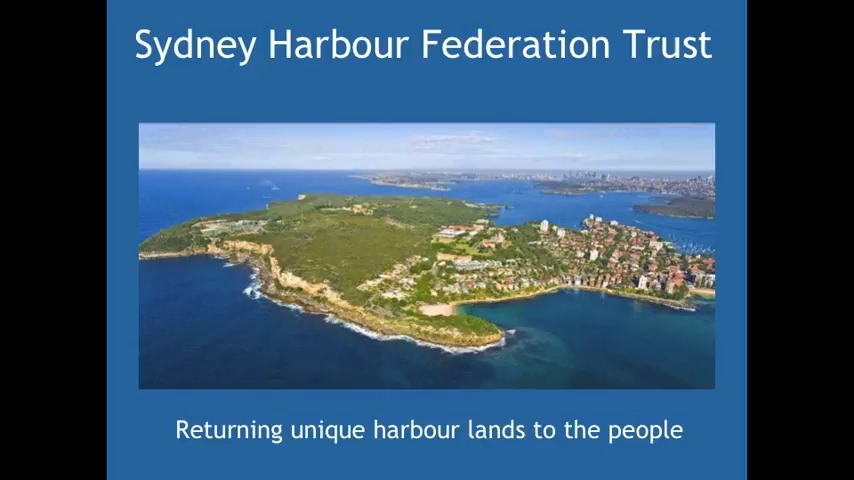 Sydney Harbour Federation Trust
Returning unique harbour lands to the people